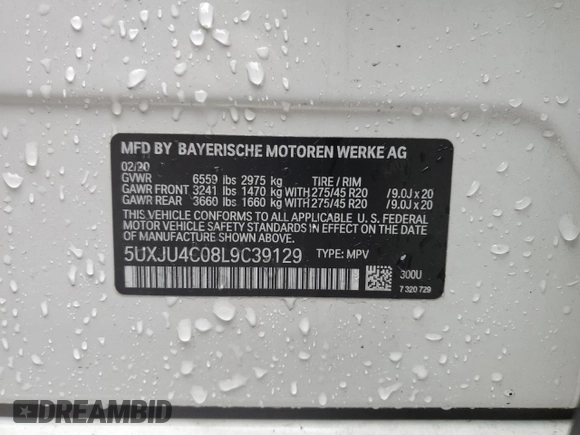 MFD BY BAYERISCHE MOTOREN WERKE AG
02/20
GVWR 6559 lbs 2975 kg TIRE / RIM
GAWR FRONT 3241 lbs 1470 kg WITH 275/45 R20 /9.0J x 20
GAWR REAR 3660 lbs 1660 kg WITH 275/45 R20 /9.0J x 20
THIS VEHICLE CONFORMS TO ALL APPLICABLE U. S. FEDERAL
MOTOR VEHICLE SAFETY STANDARDS IN EFFECT ON
THE DATE OF MANUFACTURE SHOWN ABOVE.
5UXJU4C08L9C39129 TYPE: MPV
300U
7 320 729
DREAMBID